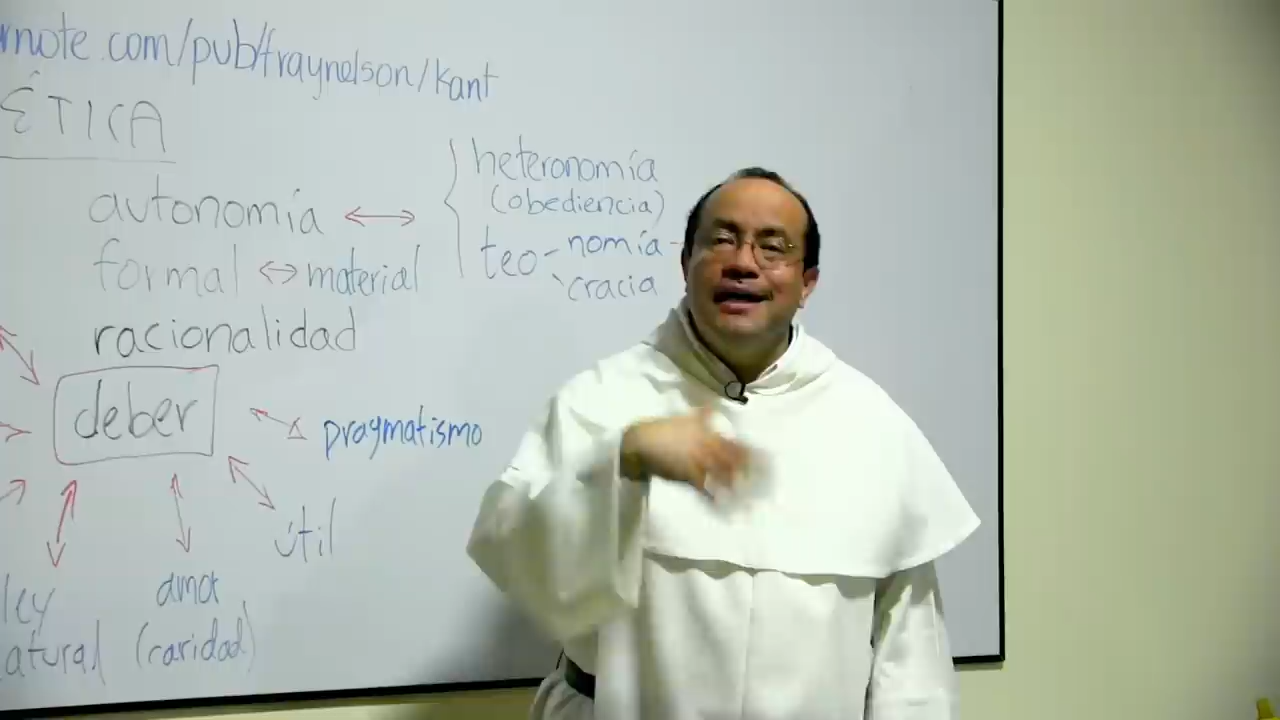 rnote.com/pub/fraynelson/kant
ÉTICA
autonomía
heteronomía
(obediencia)
teo-nomía
cracia
formal material
racionalidad
deber
pragmatismo
útil
ley
atural
amor
(caridad)